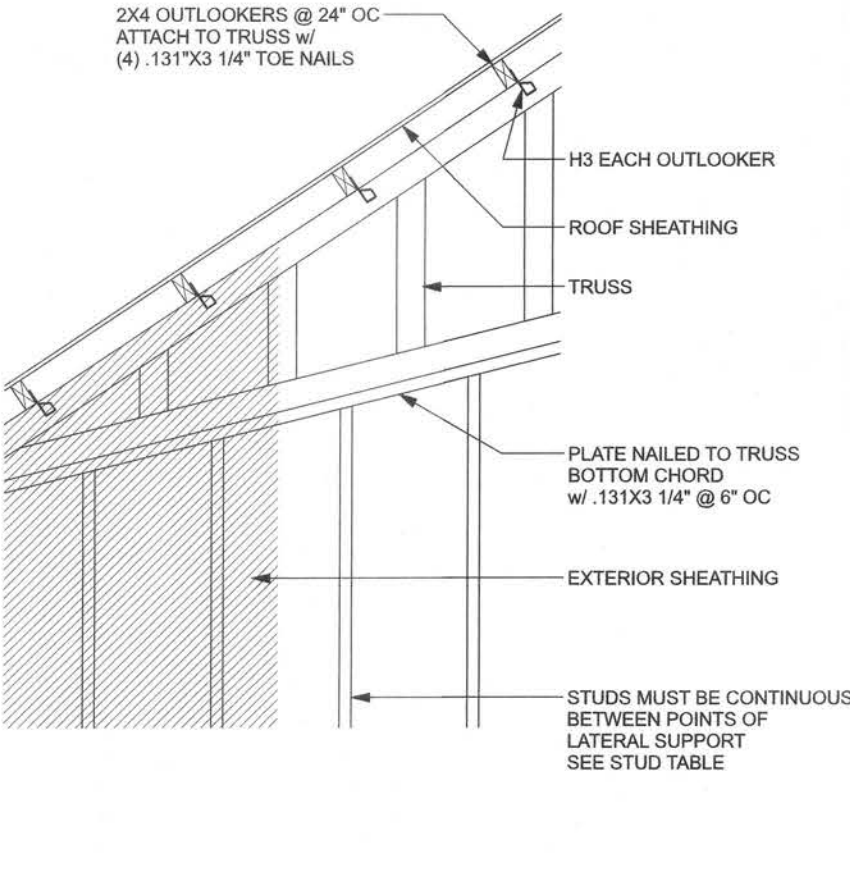 2X4 OUTLOOKERS @ 24" OC
ATTACH TO TRUSS w/
(4) .131"X3 1/4" TOE NAILS
H3 EACH OUTLOOKER
ROOF SHEATHING
TRUSS
PLATE NAILED TO TRUSS
BOTTOM CHORD
w/ .131X3 1/4" @ 6" OC
EXTERIOR SHEATHING
STUDS MUST BE CONTINUOUS
BETWEEN POINTS OF
LATERAL SUPPORT
SEE STUD TABLE